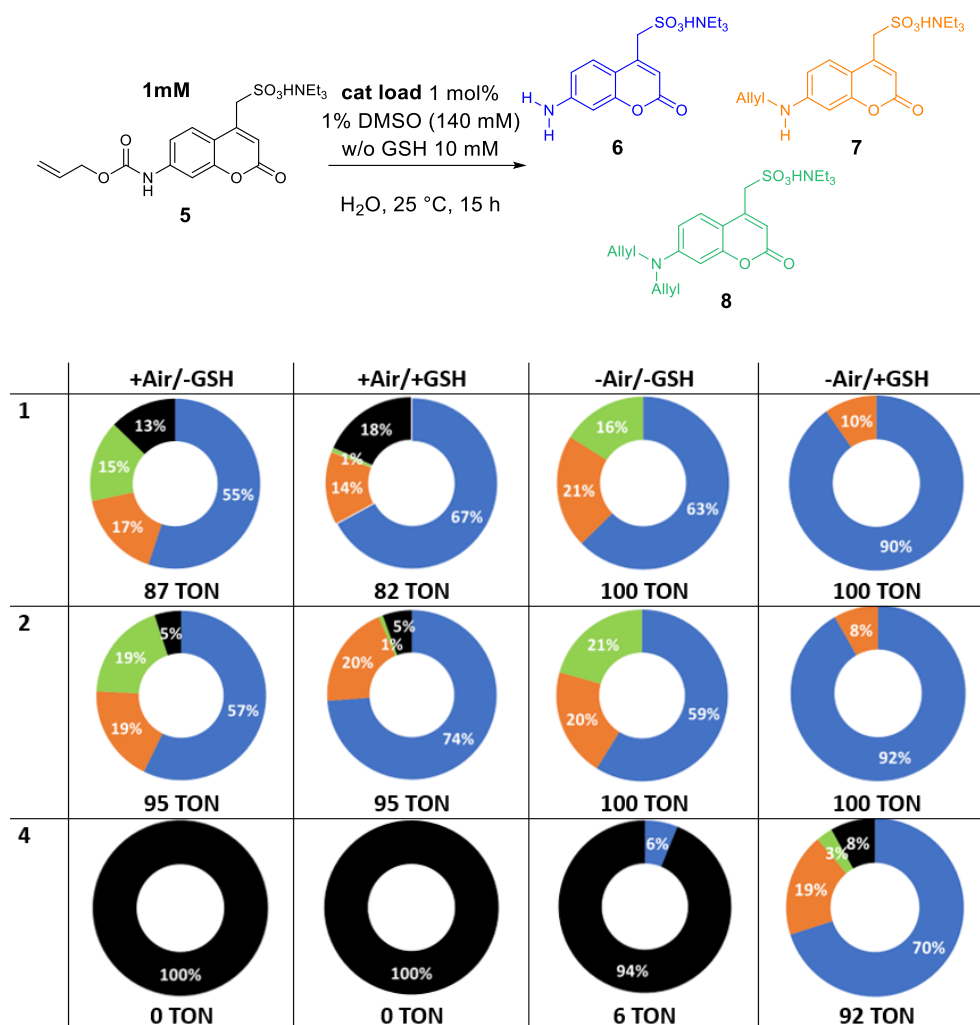 SO₃HNEt₃
1mM
O
N
H
O
O
O
5
cat load 1 mol%
1% DMSO (140 mM)
w/o GSH 10 mM
H₂O, 25 °C, 15 h
SO₃HNEt₃
H
N
H
O
O
6
SO₃HNEt₃
Allyl
N
H
O
O
7
SO₃HNEt₃
Allyl
N
Allyl
O
O
8
+Air/-GSH +Air/+GSH -Air/-GSH -Air/+GSH
1
13%
15%
17%
55%
87 TON
18%
1%
14%
67%
82 TON
16%
21%
63%
100 TON
10%
90%
100 TON
2
5%
19%
19%
57%
95 TON
5%
1%
20%
74%
95 TON
21%
20%
59%
100 TON
8%
92%
100 TON
4
100%
0 TON
100%
0 TON
6%
94%
6 TON
8%
3%
19%
70%
92 TON